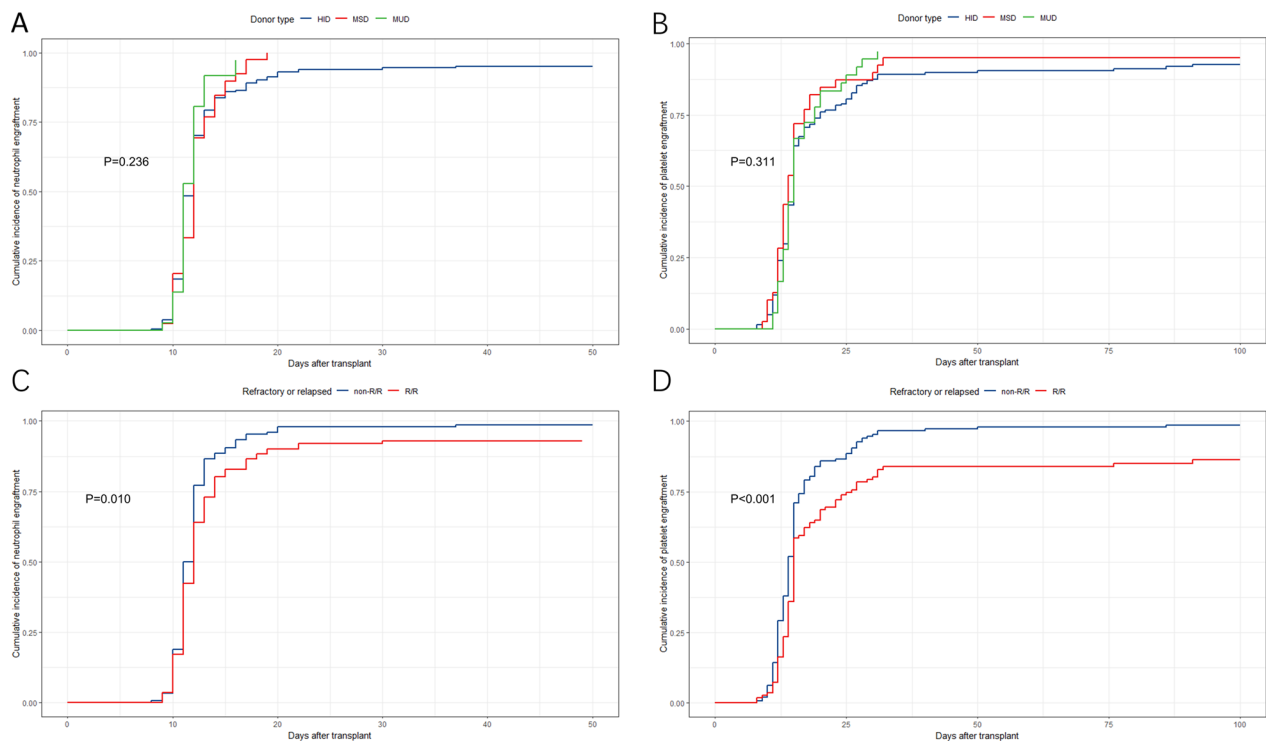 A
Donor type HID MSD MUD
Cumulative incidence of neutrophil engraftment
1.00
0.75
0.50
0.25
0.00
P=0.236
0 10 20 30 40 50
Days after transplant
B
Donor type HID MSD MUD
Cumulative incidence of platelet engraftment
1.00
0.75
0.50
0.25
0.00
P=0.311
0 25 50 75 100
Days after transplant
C
Refractory or relapsed non-R/R R/R
Cumulative incidence of neutrophil engraftment
1.00
0.75
0.50
0.25
0.00
P=0.010
0 10 20 30 40 50
Days after transplant
D
Refractory or relapsed non-R/R R/R
Cumulative incidence of platelet engraftment
1.00
0.75
0.50
0.25
0.00
P<0.001
0 25 50 75 100
Days after transplant